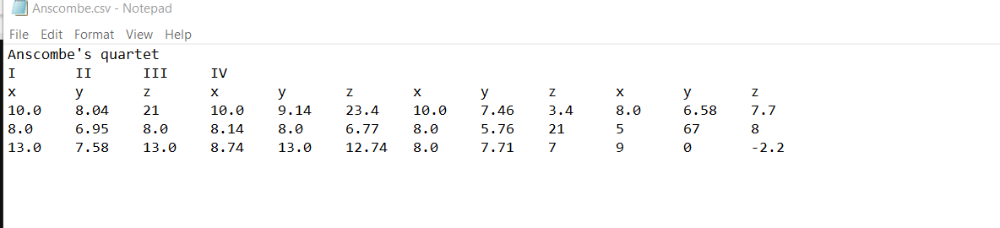 Anscombe.csv - Notepad
File Edit Format View Help
Anscombe's quartet
I II III IV
x y z x y z x y z x y z
10.0 8.04 21 10.0 9.14 23.4 10.0 7.46 3.4 8.0 6.58 7.7
8.0 6.95 8.0 8.14 8.0 6.77 8.0 5.76 21 5 67 8
13.0 7.58 13.0 8.74 13.0 12.74 8.0 7.71 7 9 0 -2.2